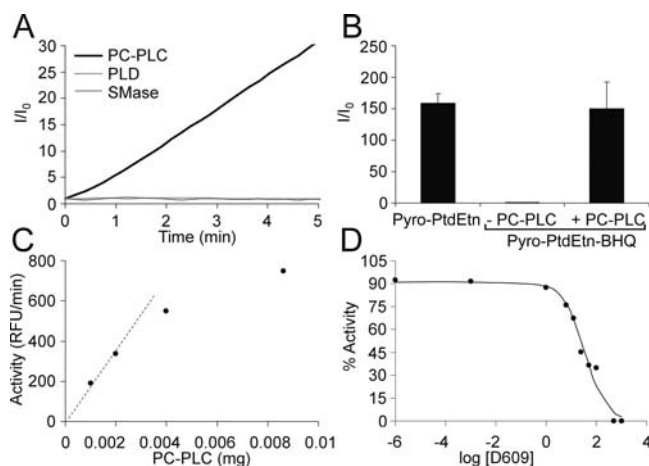 A
30
25
20
15
10
5
0
I/I0
PC-PLC
PLD
SMase
0 1 2 3 4 5
Time (min)
B
250
200
150
100
50
0
I/I0
Pyro-PtdEtn - PC-PLC + PC-PLC
Pyro-PtdEtn-BHQ
C
800
600
400
200
0
Activity (RFU/min)
0 0.002 0.004 0.006 0.008 0.01
PC-PLC (mg)
D
105
90
75
60
45
30
15
0
% Activity
-6 -4 -2 0 2 4
log [D609]